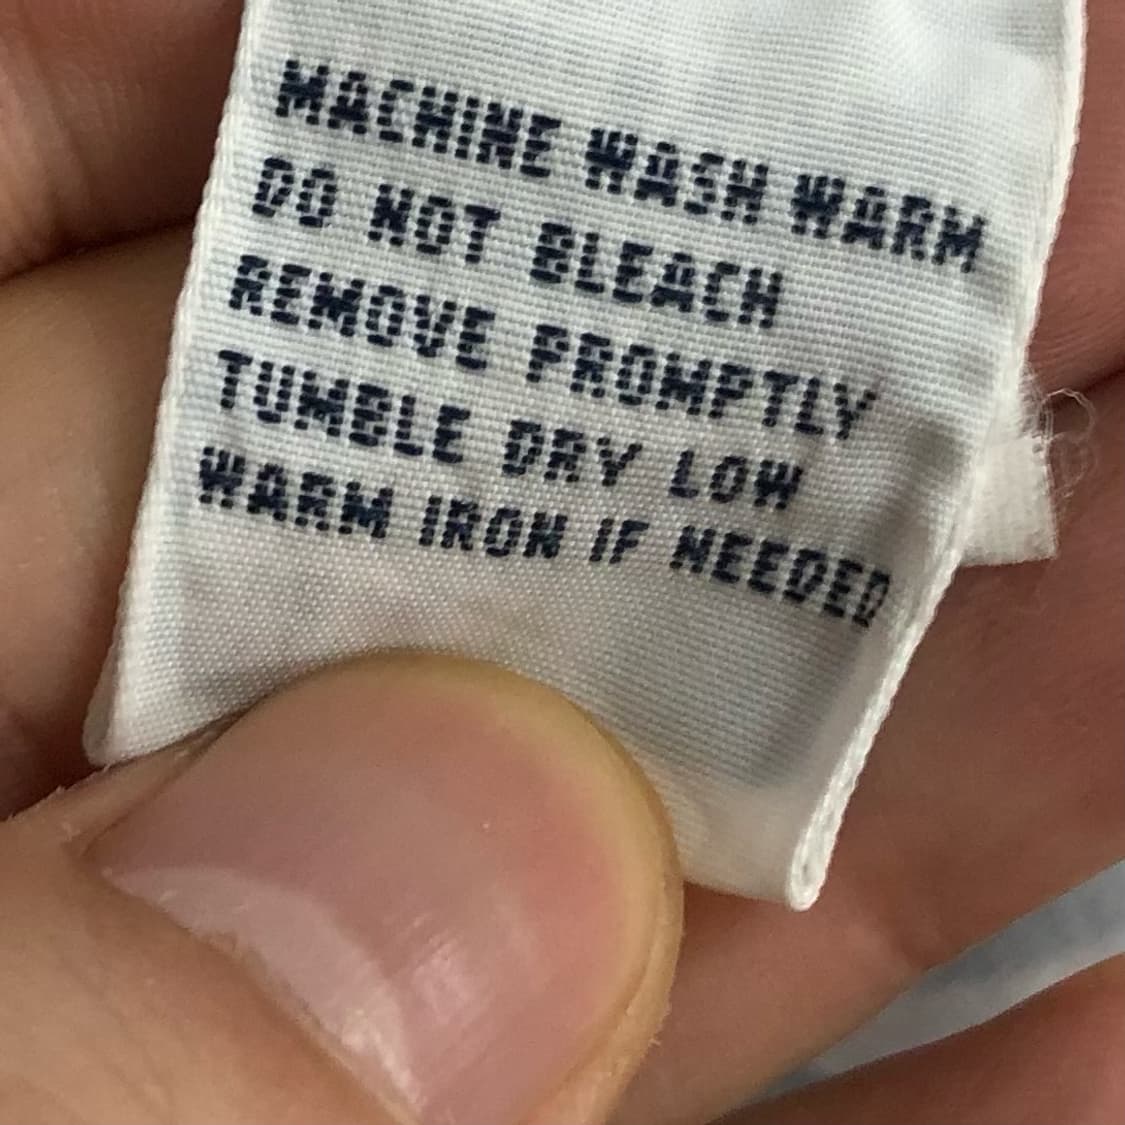 MACHINE WASH WARM
DO NOT BLEACH
REMOVE PROMPTLY
TUMBLE DRY LOW
WARM IRON IF NEEDED